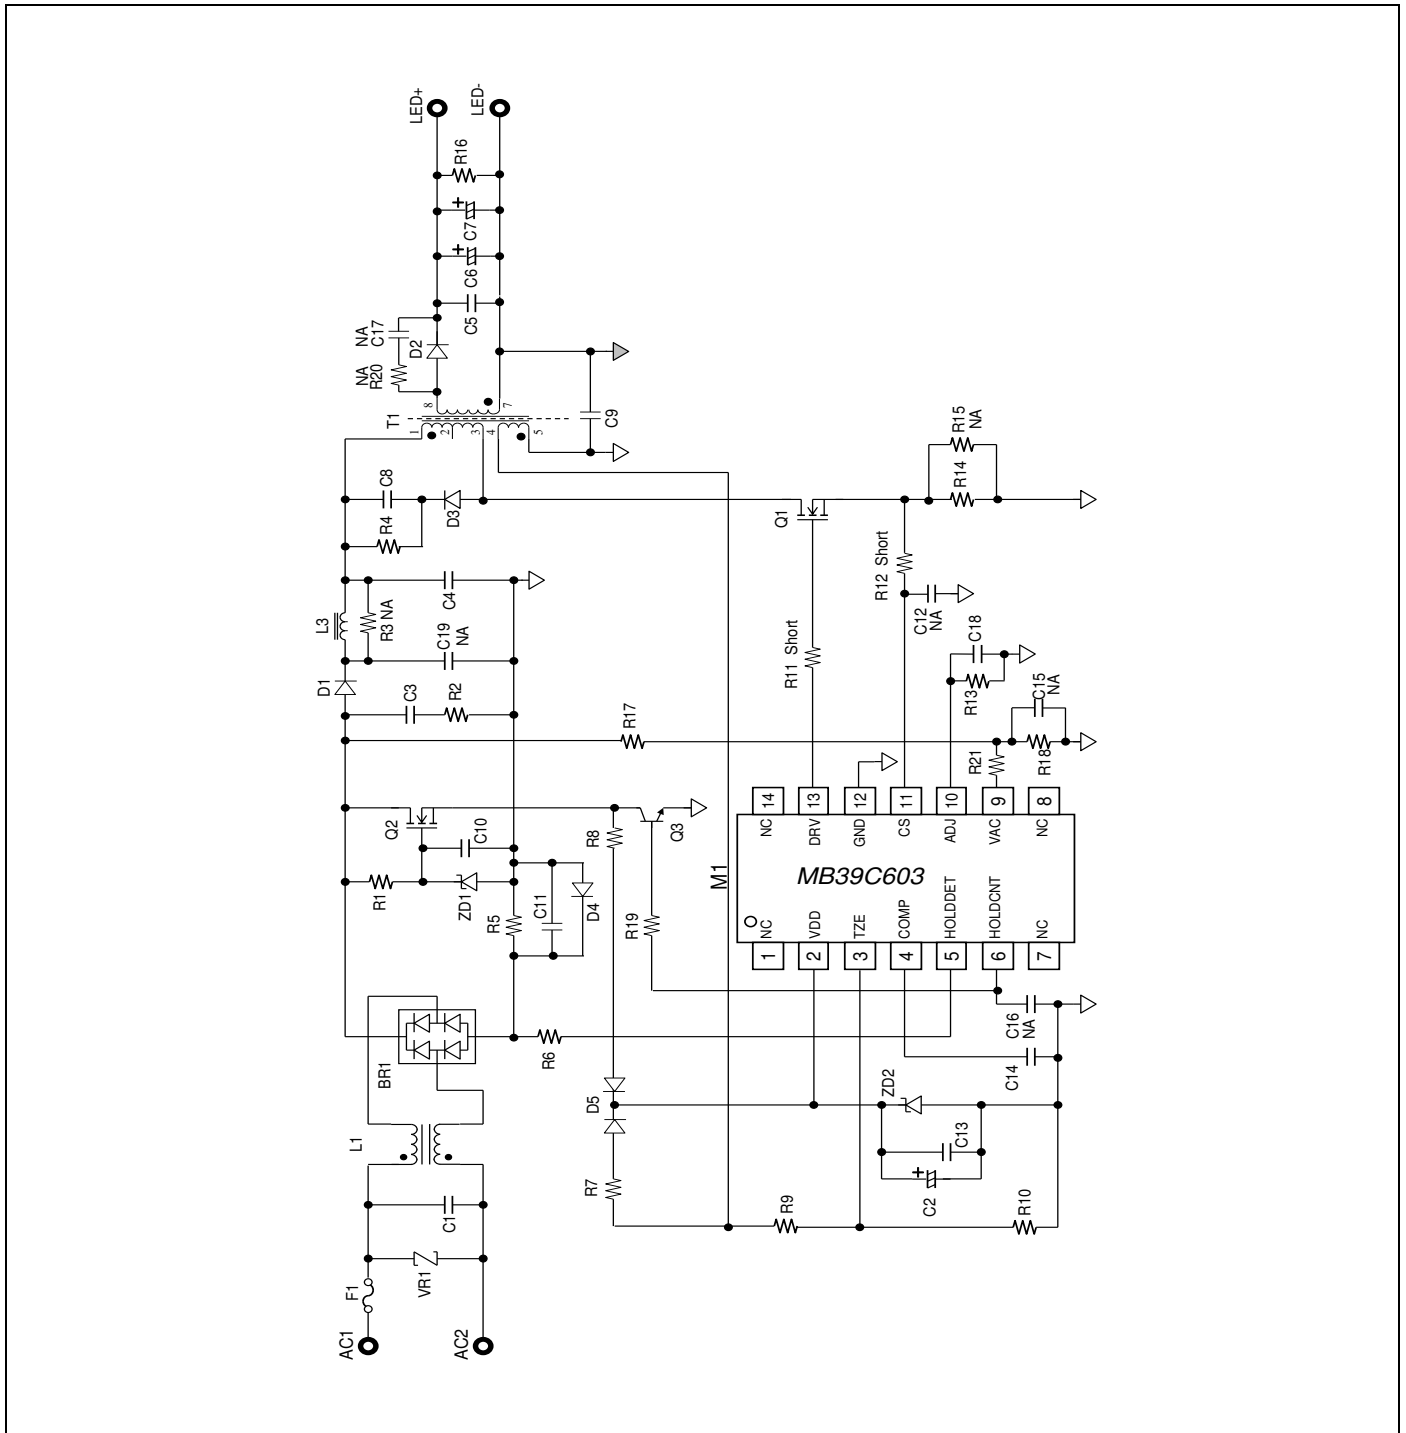 LED+
LED-
R16
C7
C6
C5
NA
C17
NA
R20
D2
T1
8
7
1
2
3
4
5
C9
C8
R4
D3
Q1
R15
NA
R14
L3
R3 NA
C4
C19
NA
R12 Short
C12
NA
C18
R13
D1
C3
R2
R11 Short
R17
C15
NA
R18
R21
Q2
C10
R1
ZD1
R5
C11
D4
R8
Q3
R19
M1
MB39C603
14
NC
13
DRV
12
GND
11
CS
10
ADJ
9
VAC
8
NC
1
NC
2
VDD
3
TZE
4
COMP
5
HOLDDET
6
HOLDCNT
7
NC
BR1
R6
C16
NA
C14
L1
D5
ZD2
C13
C2
R7
R9
R10
C1
VR1
F1
AC1
AC2